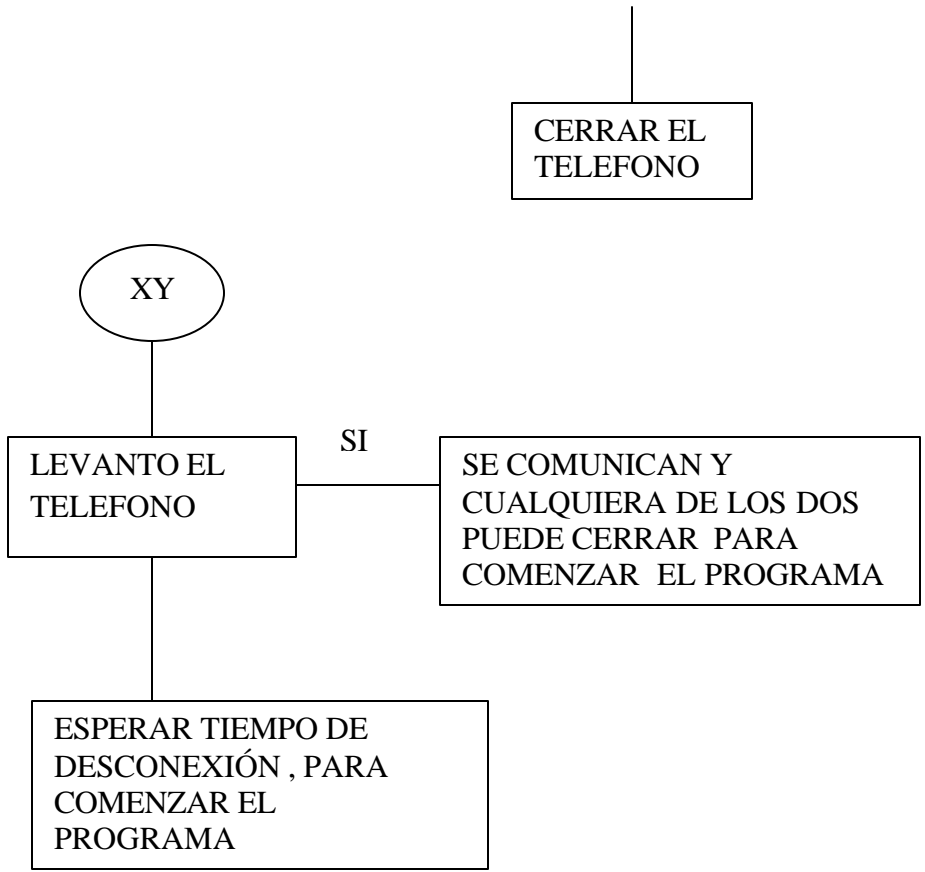 CERRAR EL
TELEFONO
XY
LEVANTO EL
TELEFONO
SI
SE COMUNICAN Y
CUALQUIERA DE LOS DOS
PUEDE CERRAR PARA
COMENZAR EL PROGRAMA
ESPERAR TIEMPO DE
DESCONEXIÓN , PARA
COMENZAR EL
PROGRAMA